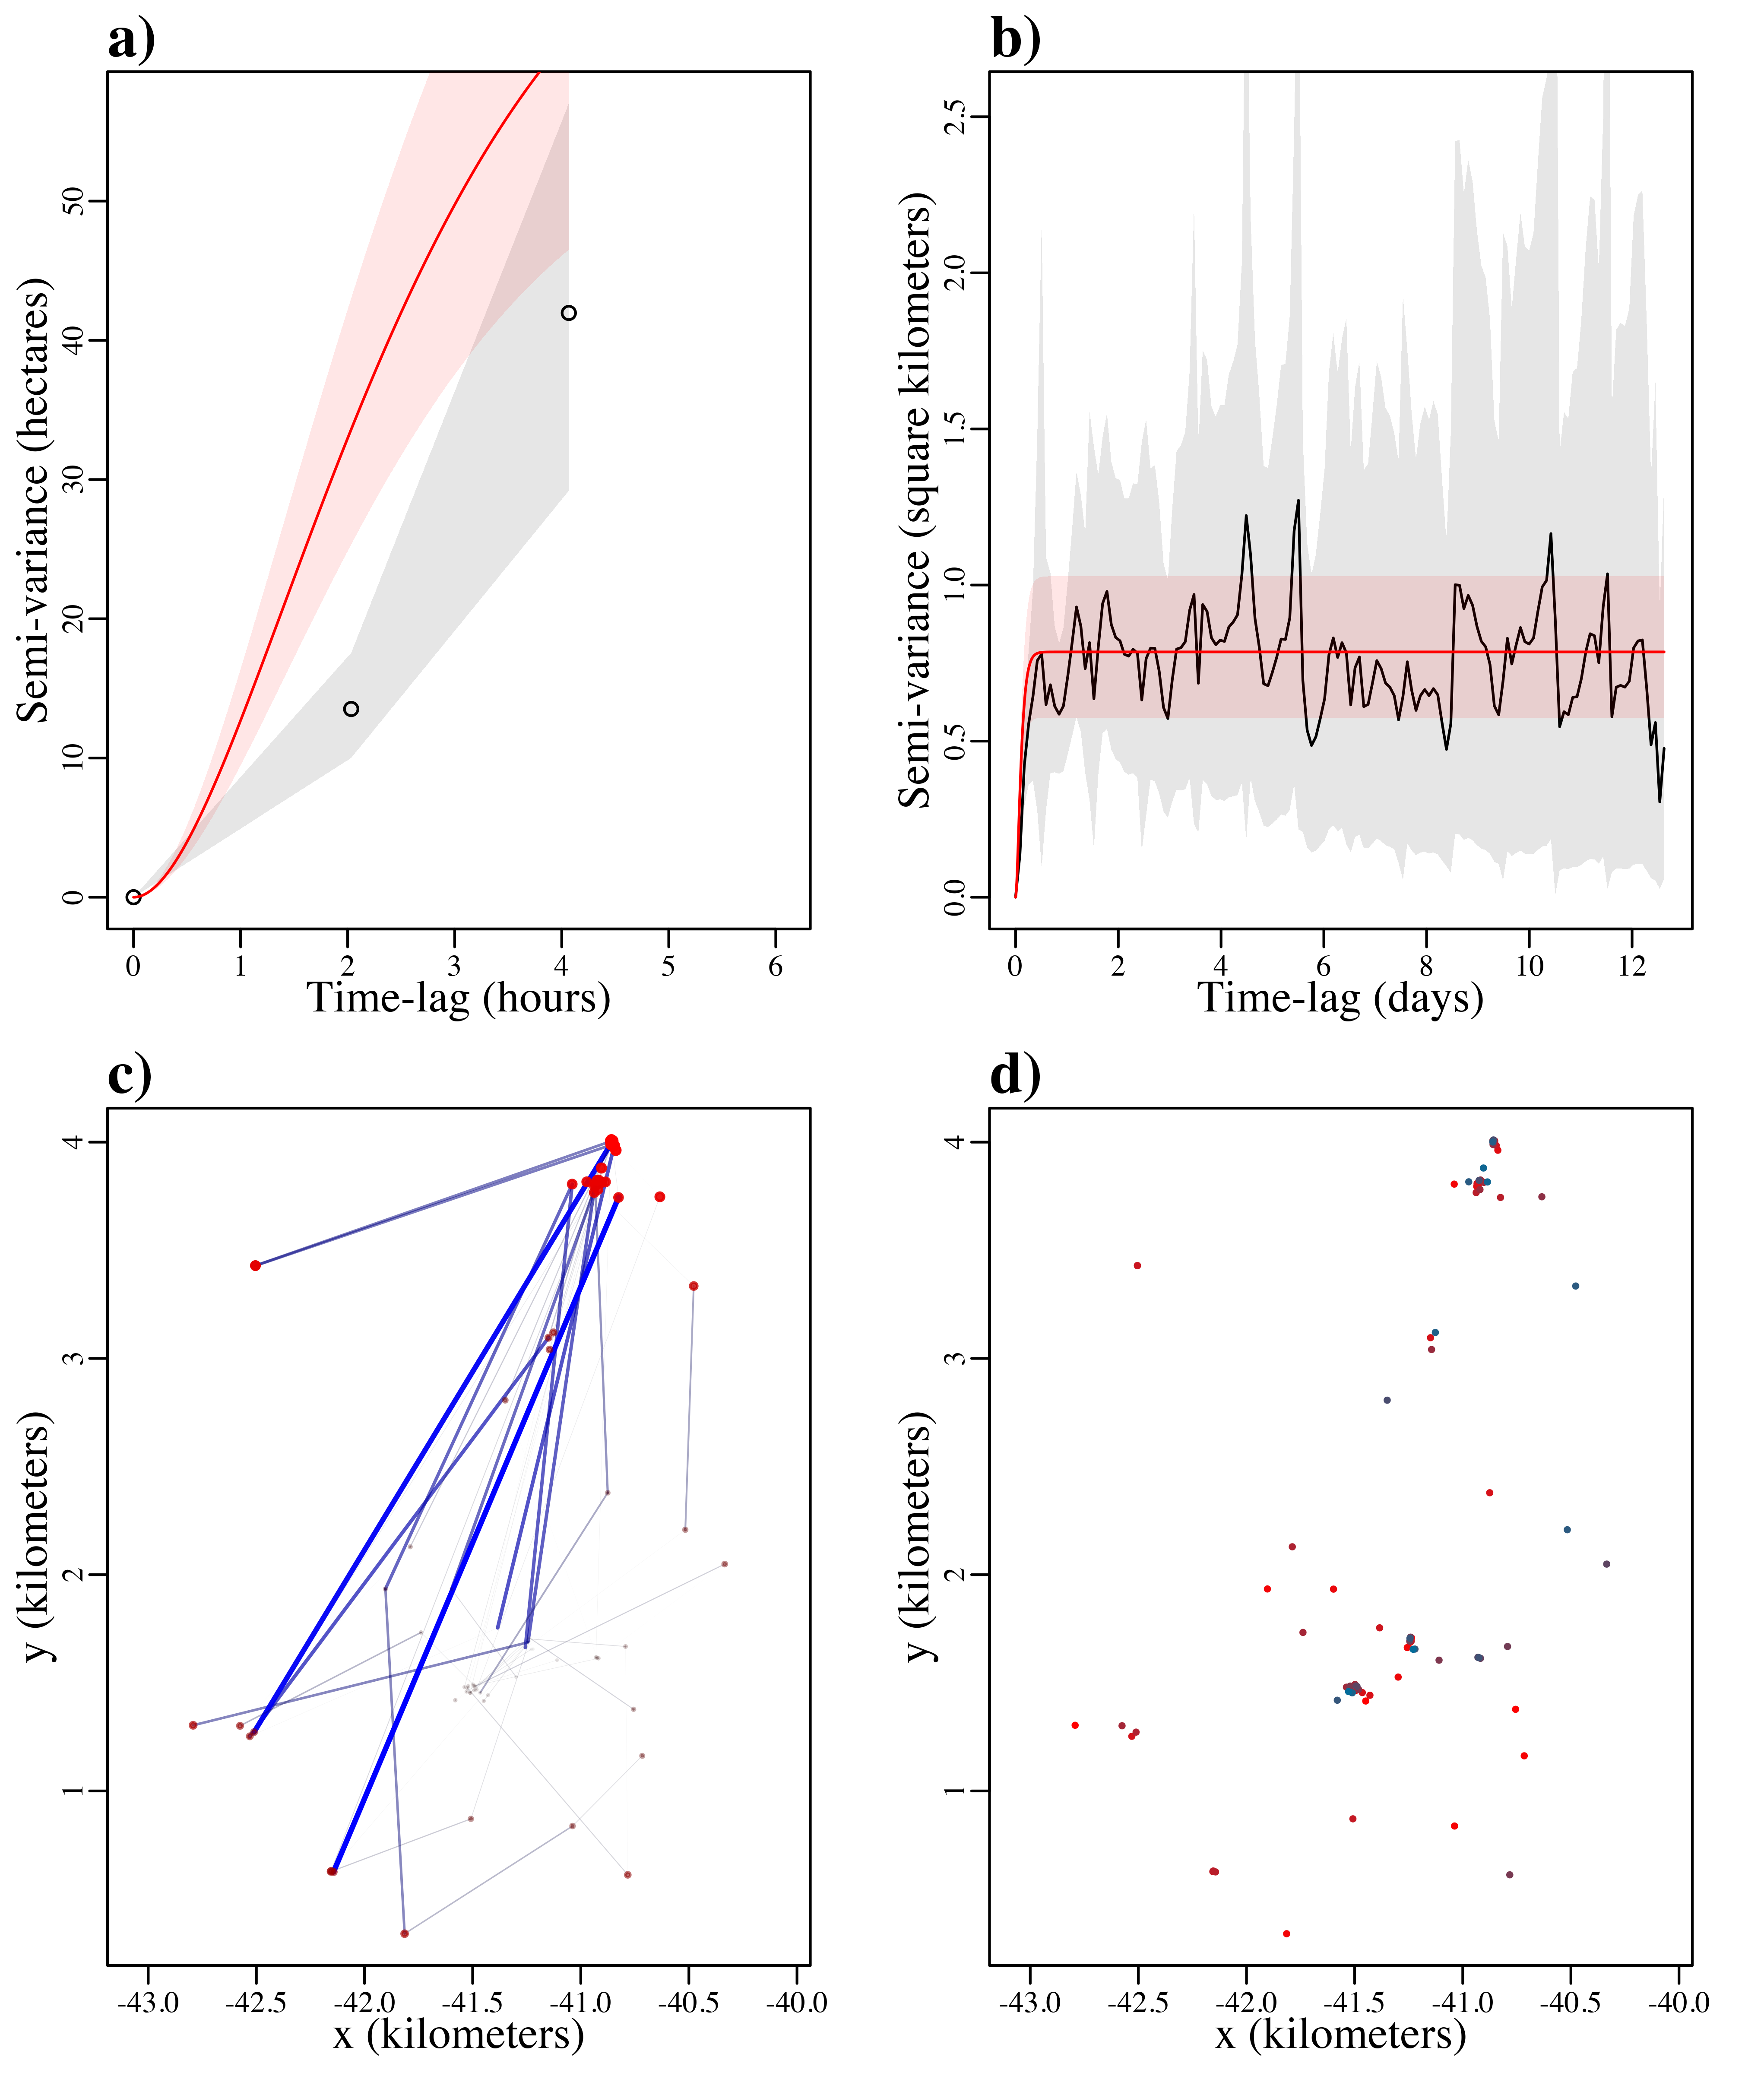 a)
Semi-variance (hectares)
0 10 20 30 40 50
0 1 2 3 4 5 6
Time-lag (hours)
b)
Semi-variance (square kilometers)
0.0 0.5 1.0 1.5 2.0 2.5
0 2 4 6 8 10 12
Time-lag (days)
c)
y (kilometers)
1 2 3 4
-43.0 -42.5 -42.0 -41.5 -41.0 -40.5 -40.0
x (kilometers)
d)
y (kilometers)
1 2 3 4
-43.0 -42.5 -42.0 -41.5 -41.0 -40.5 -40.0
x (kilometers)